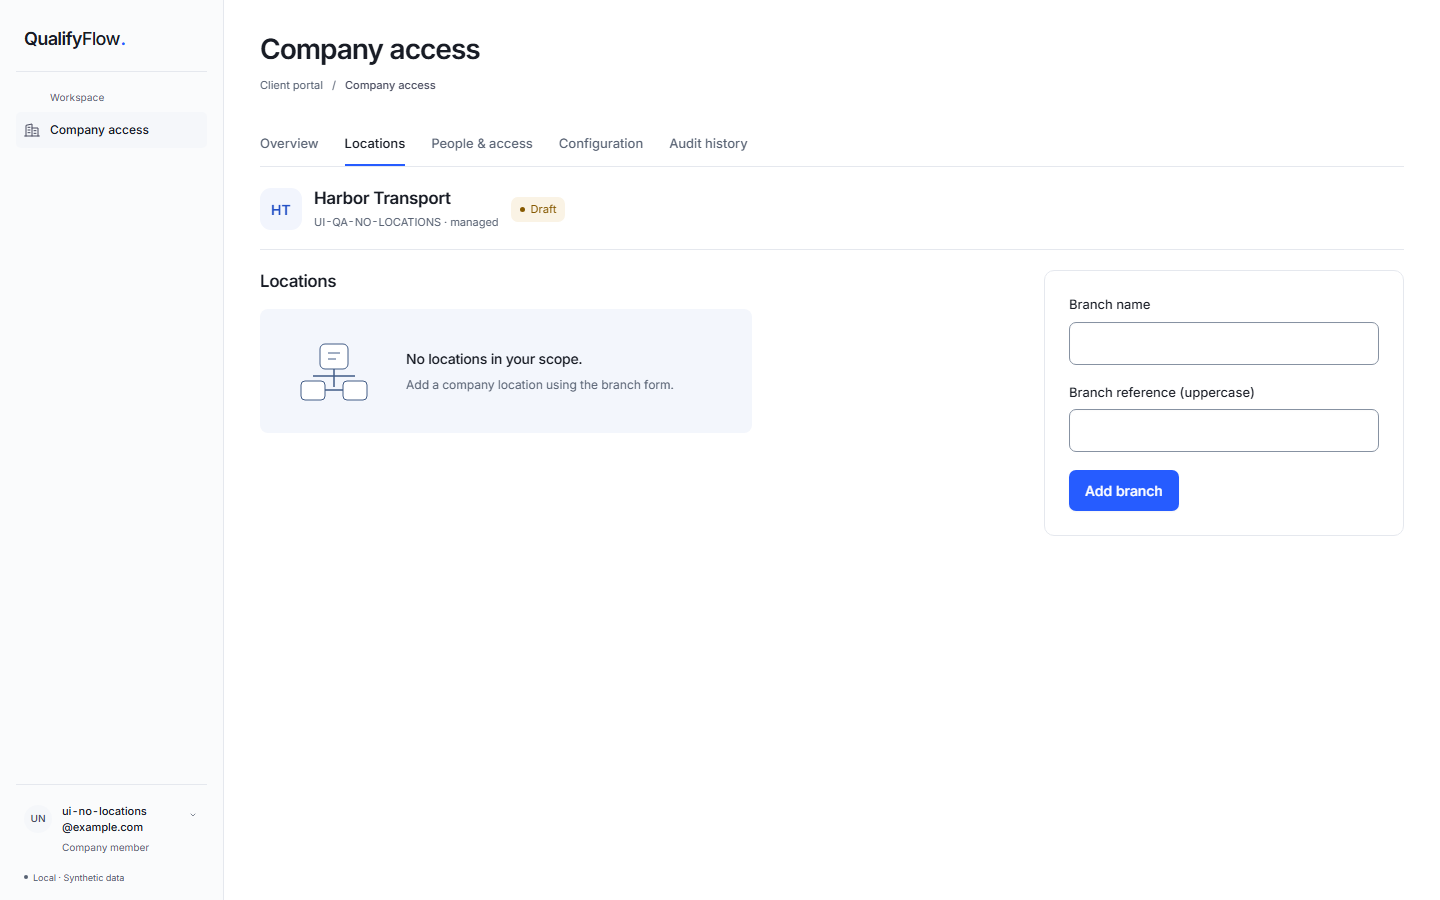 QualifyFlow.
Workspace
Company access
Company access
Client portal / Company access
Overview Locations People & access Configuration Audit history
HT
Harbor Transport
UI-QA-NO-LOCATIONS · managed
Draft
Locations
No locations in your scope.
Add a company location using the branch form.
Branch name
Branch reference (uppercase)
Add branch
UN
ui-no-locations
@example.com
Company member
Local · Synthetic data